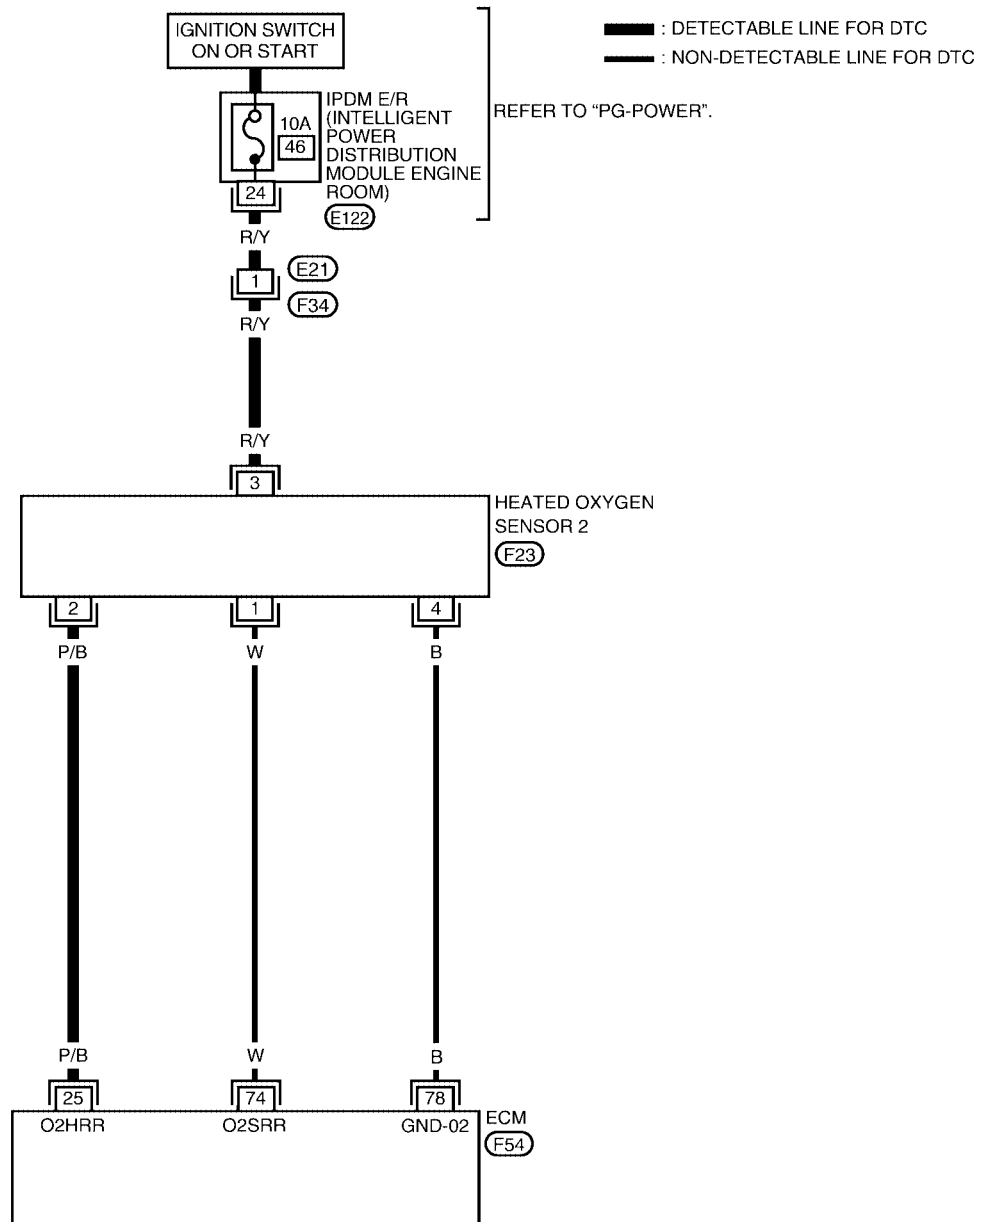 IGNITION SWITCH
ON OR START
: DETECTABLE LINE FOR DTC
: NON-DETECTABLE LINE FOR DTC
10A
46
IPDM E/R
(INTELLIGENT
POWER
DISTRIBUTION
MODULE ENGINE
ROOM)
REFER TO “PG-POWER”.
24
E122
R/Y
1
E21
F34
R/Y
R/Y
3
HEATED OXYGEN
SENSOR 2
F23
2
1
4
P/B
W
B
P/B
W
B
25
74
78
O2HRR
O2SRR
GND-02
ECM
F54